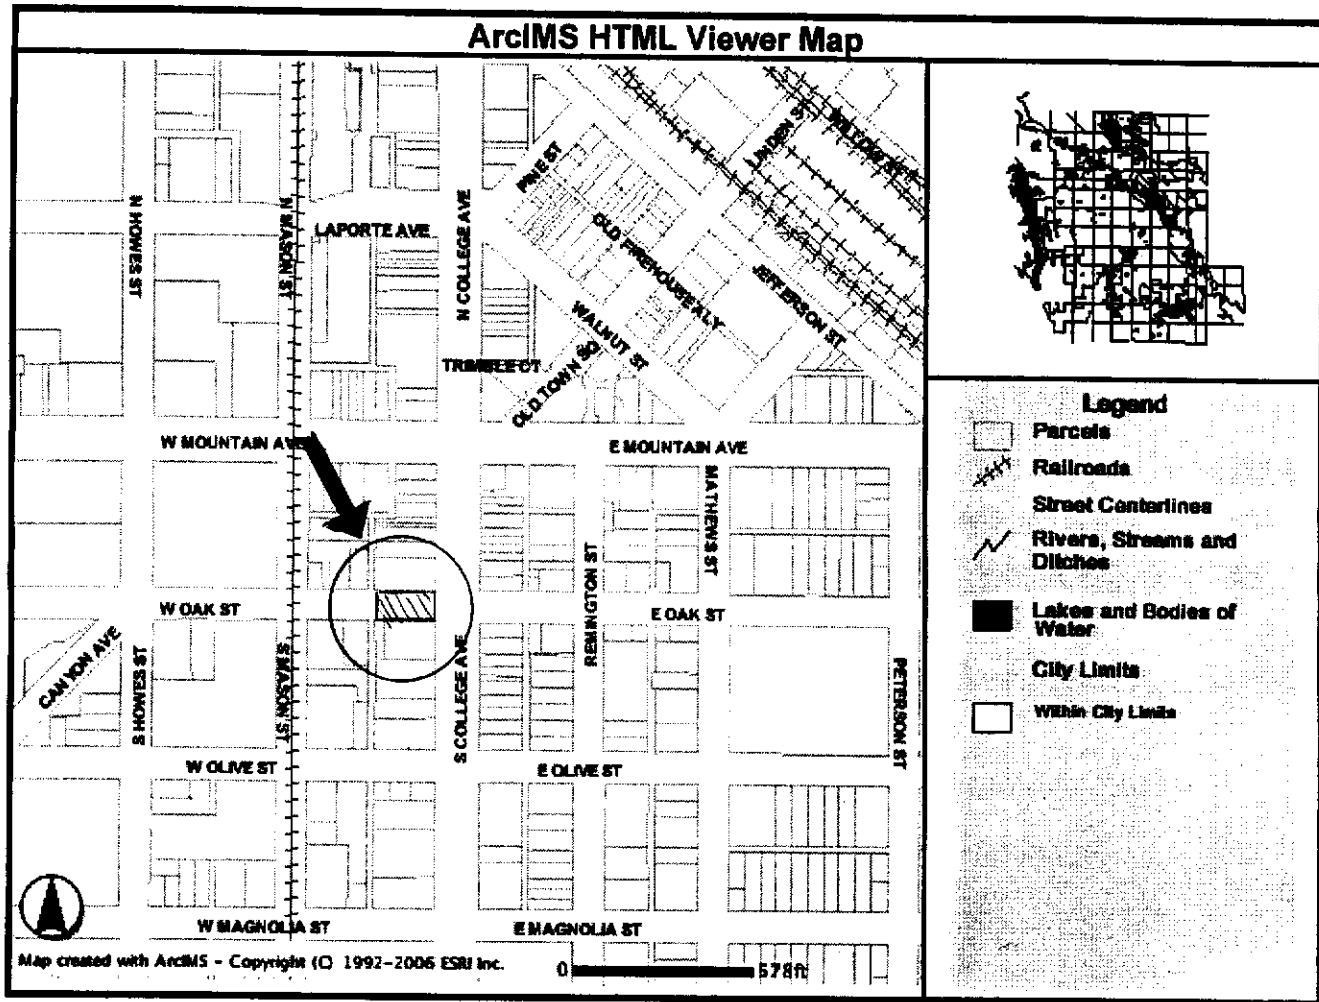 ArcIMS HTML Viewer Map
PINE ST
LINDEN ST
WILLOW ST
N HOWES ST
N MASON ST
LAPORTE AVE
N COLLEGE AVE
OLD FIREHOUSE ALY
JEFFERSON ST
WALNUT ST
TRIMBLE CT
OLD TOWN SQ
W MOUNTAIN AVE
E MOUNTAIN AVE
MATHEWS ST
REMINGTON ST
W OAK ST
E OAK ST
CANYON AVE
S HOWES ST
S MASON ST
S COLLEGE AVE
PETERSON ST
W OLIVE ST
E OLIVE ST
W MAGNOLIA ST
E MAGNOLIA ST
Map created with ArcIMS - Copyright (C) 1992-2006 ESRI Inc.
0 578ft
Legend
Parcels
Railroads
Street Centerlines
Rivers, Streams and
Ditches
Lakes and Bodies of
Water
City Limits
Within City Limits